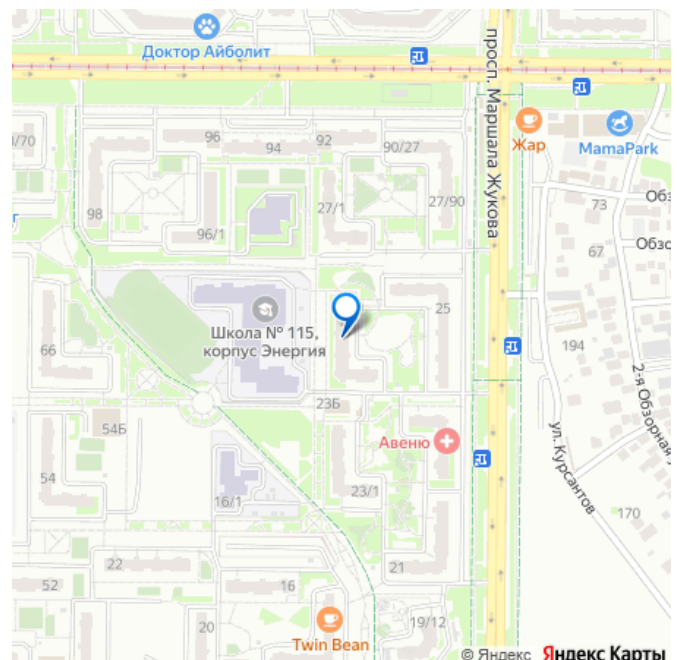 Доктор Айболит
просп. Маршала Жукова
Жар
MamaPark
/70
96
92
94
90/27
98
96/1
27/1
27/90
73
Обз
67
Обзо
г
Школа № 115,
корпус Энергия
25
66
194
23Б
54Б
Авеню
2-я Обзорная у
ул. Курсантов
54
16/1
23/1
170
22
52
16
21
20
19/12
Twin Bean
© Яндекс Яндекс Карты